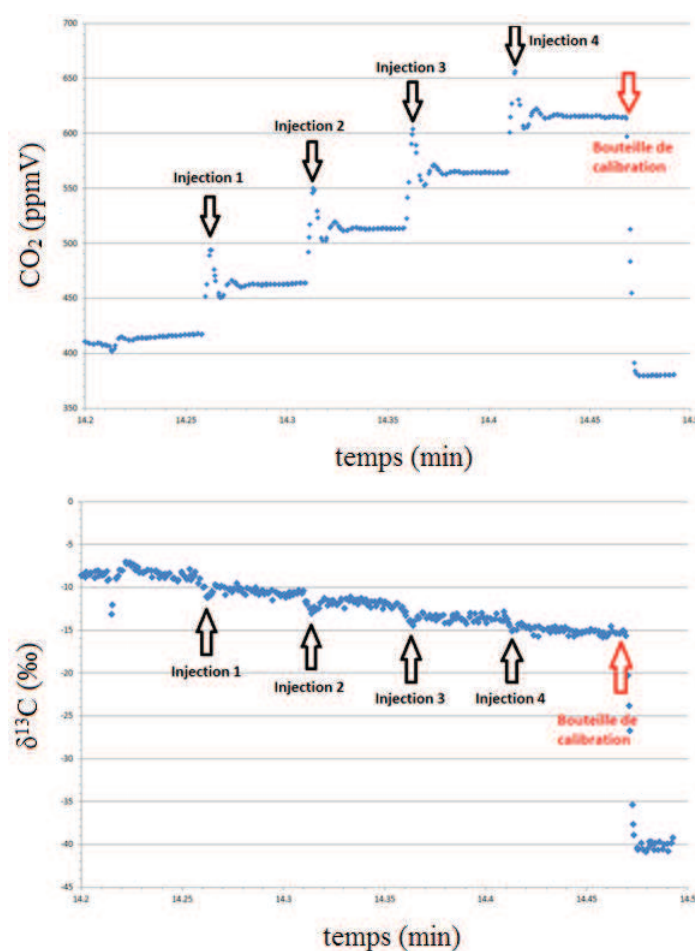 700
Injection 4
650
Injection 3
600
Injection 2
Bouteille de
calibration
550
Injection 1
500
CO₂ (ppmV)
450
400
350
14.2
14.25
14.3
14.35
14.4
14.45
temps (min)
0
-5
-10
-15
-20
-25
-30
-35
-40
-45
δ¹³C (‰)
Injection 1
Injection 2
Injection 3
Injection 4
Bouteille de
calibration
14.2
14.25
14.3
14.35
14.4
14.45
14.5
temps (min)